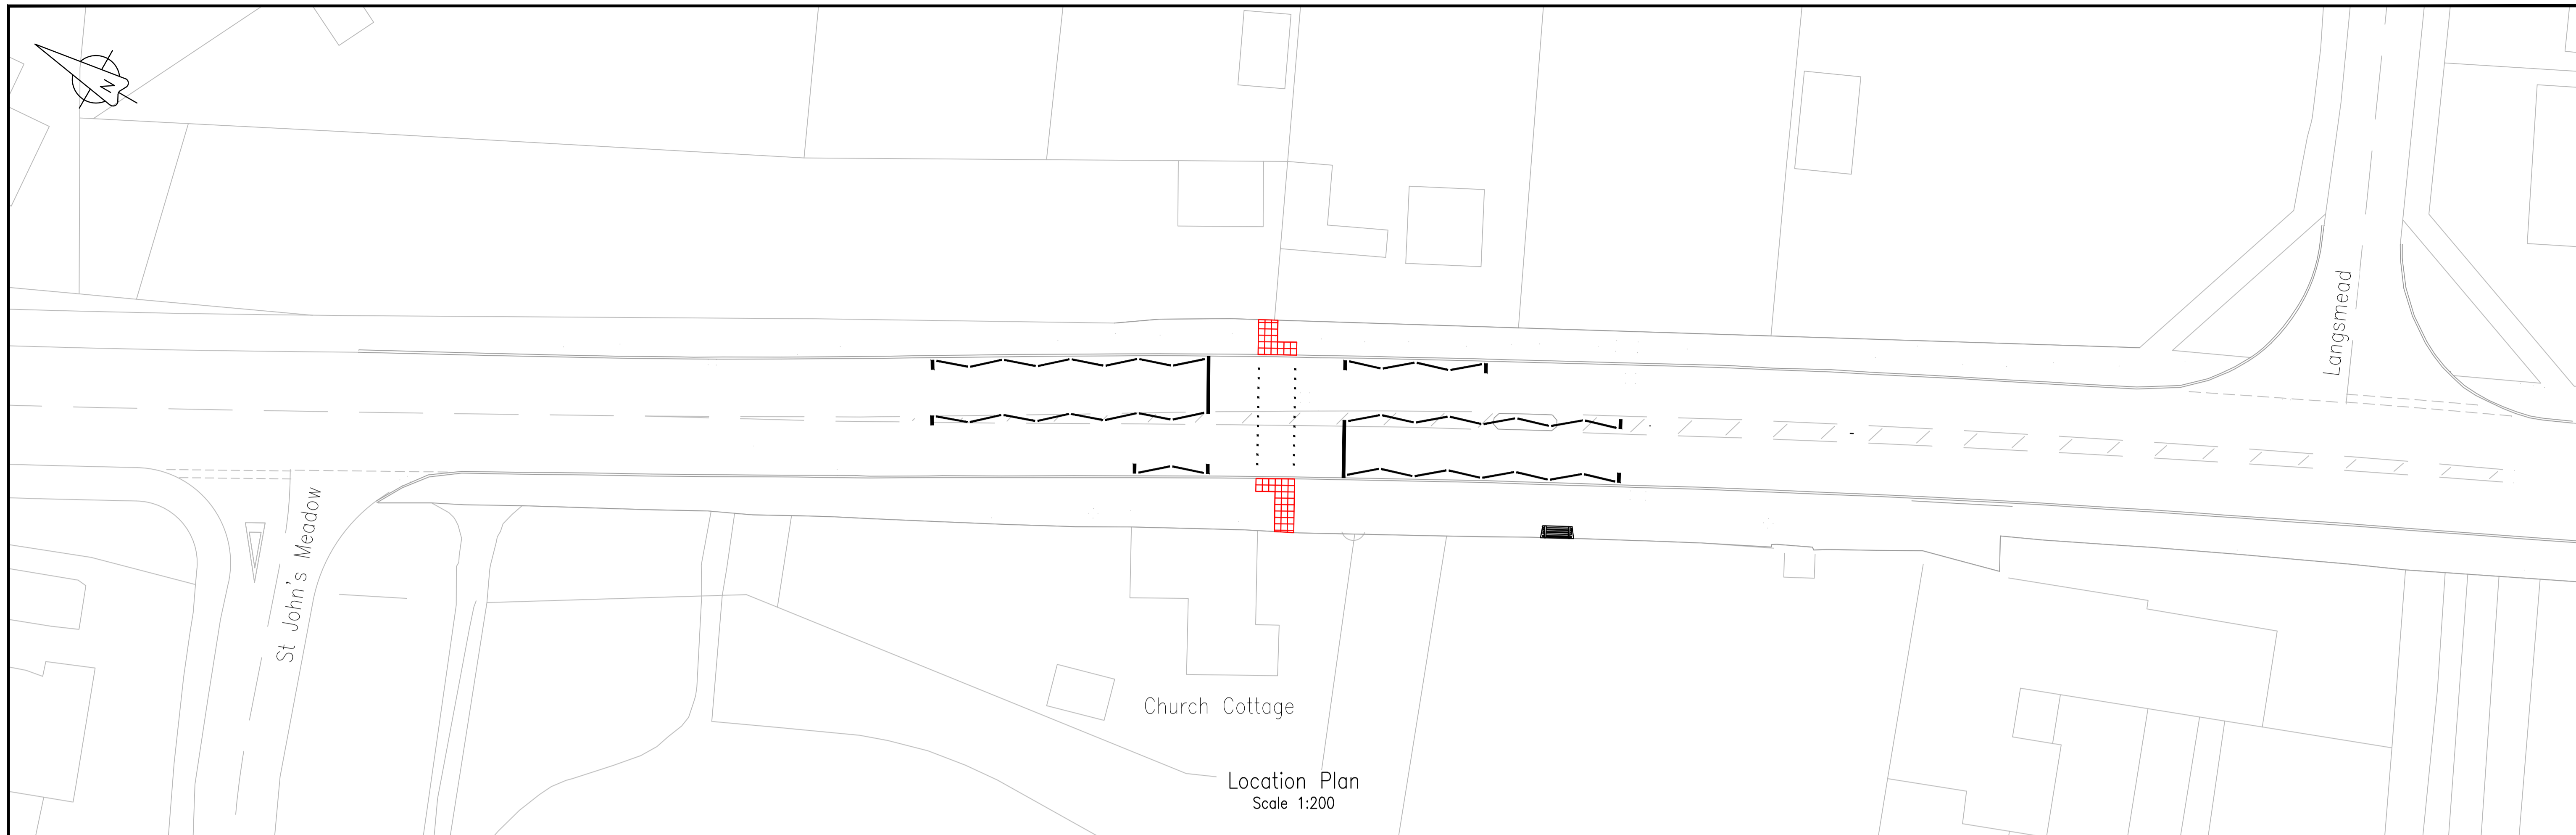 N
Langsmead
St John's Meadow
Church Cottage
Location Plan
Scale 1:200